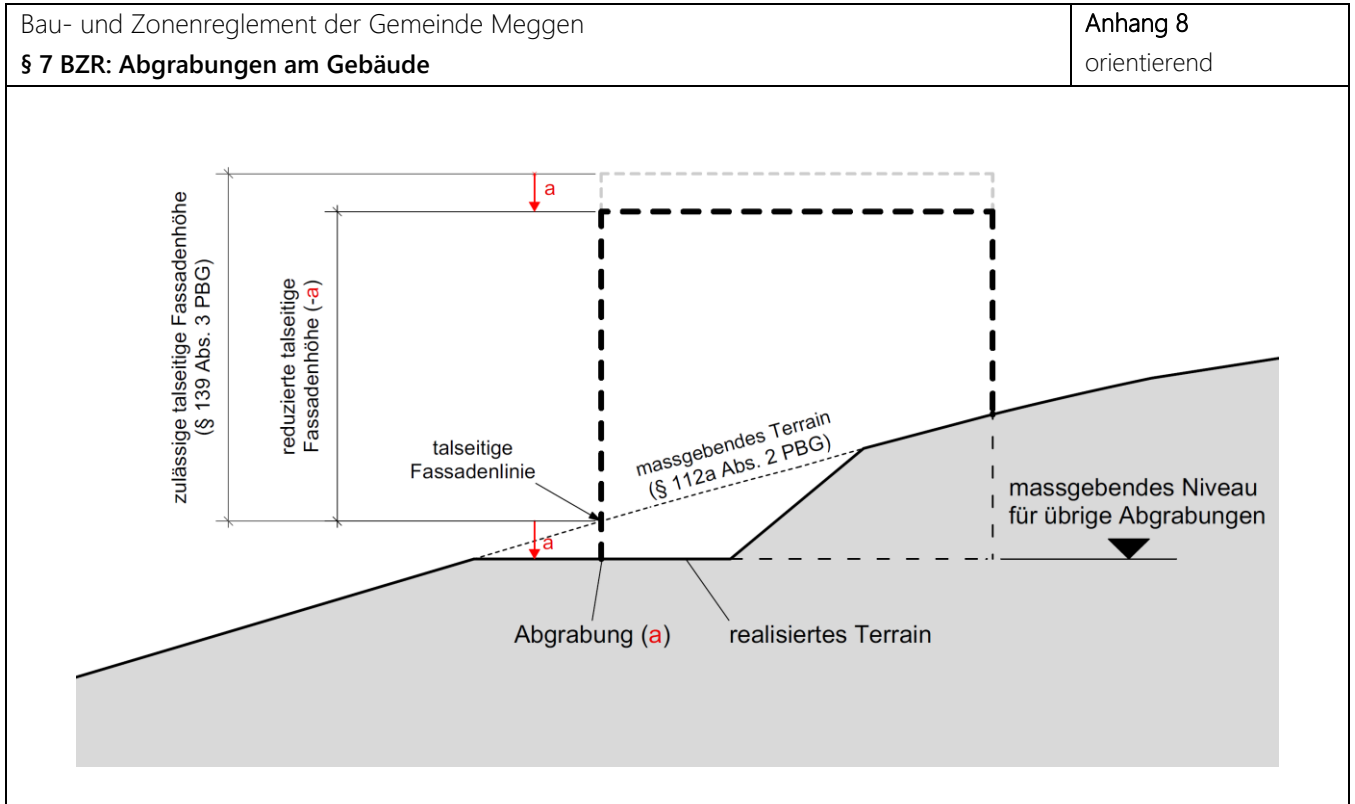 Bau- und Zonenreglement der Gemeinde Meggen
§ 7 BZR: Abgrabungen am Gebäude
Anhang 8
orientierend
zulässige talseitige Fassadenhöhe
(§ 139 Abs. 3 PBG)
reduzierte talseitige
Fassadenhöhe (-a)
a
talseitige
Fassadenlinie
massgebendes Terrain
(§ 112a Abs. 2 PBG)
massgebendes Niveau
für übrige Abgrabungen
a
Abgrabung (a)
realisiertes Terrain